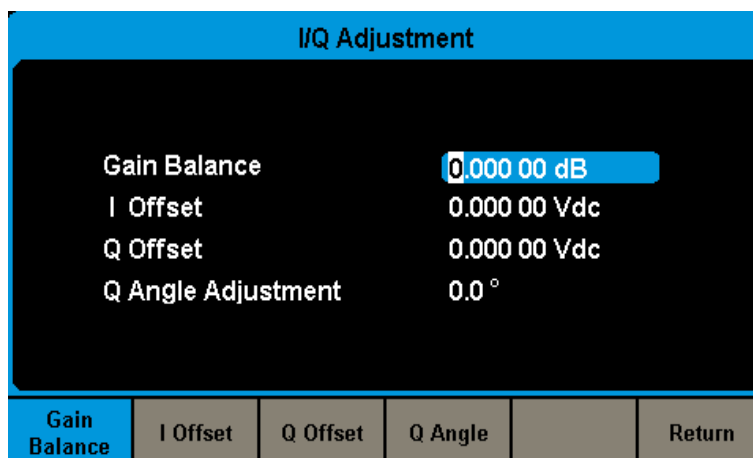 I/Q Adjustment
Gain Balance 0.000 00 dB
I Offset 0.000 00 Vdc
Q Offset 0.000 00 Vdc
Q Angle Adjustment 0.0 °
Gain Balance I Offset Q Offset Q Angle Return